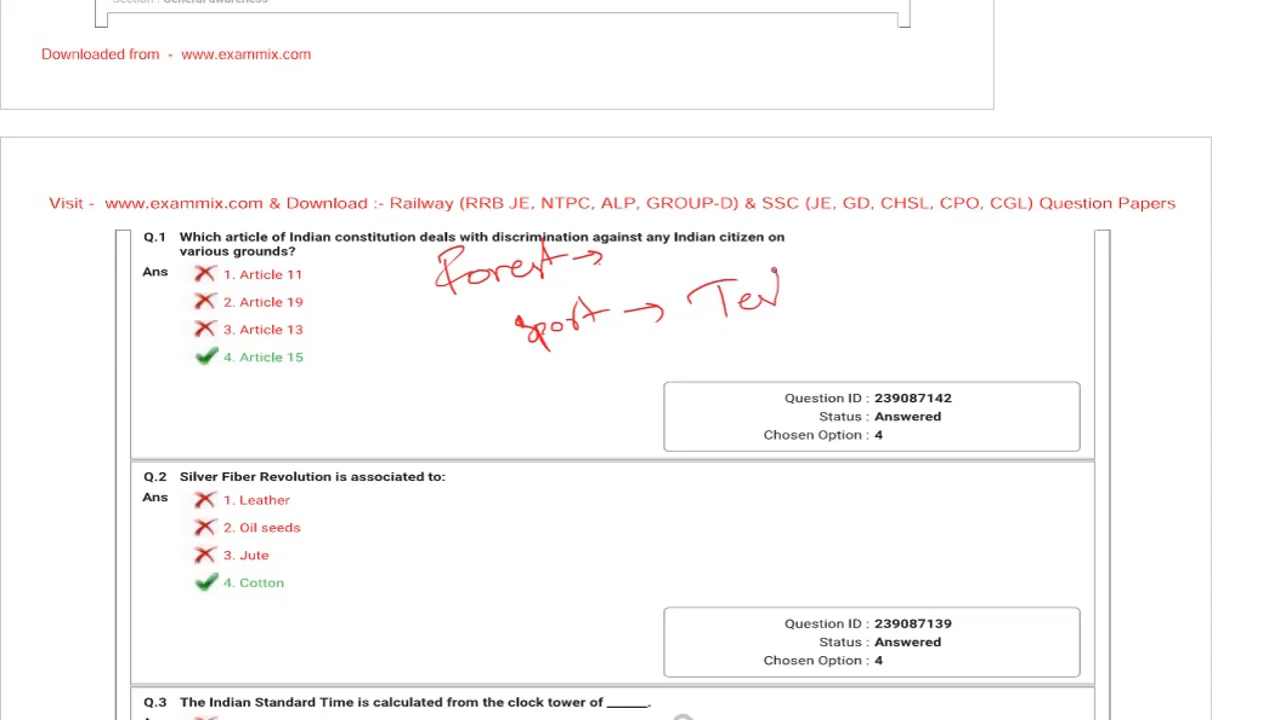 Section : General awareness
Downloaded from - www.exammix.com
Visit - www.exammix.com & Download :- Railway (RRB JE, NTPC, ALP, GROUP-D) & SSC (JE, GD, CHSL, CPO, CGL) Question Papers
Q.1 Which article of Indian constitution deals with discrimination against any Indian citizen on
various grounds?
Ans 1. Article 11
2. Article 19
3. Article 13
4. Article 15
Forest →
sport → Ten
Question ID : 239087142
Status : Answered
Chosen Option : 4
Q.2 Silver Fiber Revolution is associated to:
Ans 1. Leather
2. Oil seeds
3. Jute
4. Cotton
Question ID : 239087139
Status : Answered
Chosen Option : 4
Q.3 The Indian Standard Time is calculated from the clock tower of _____.